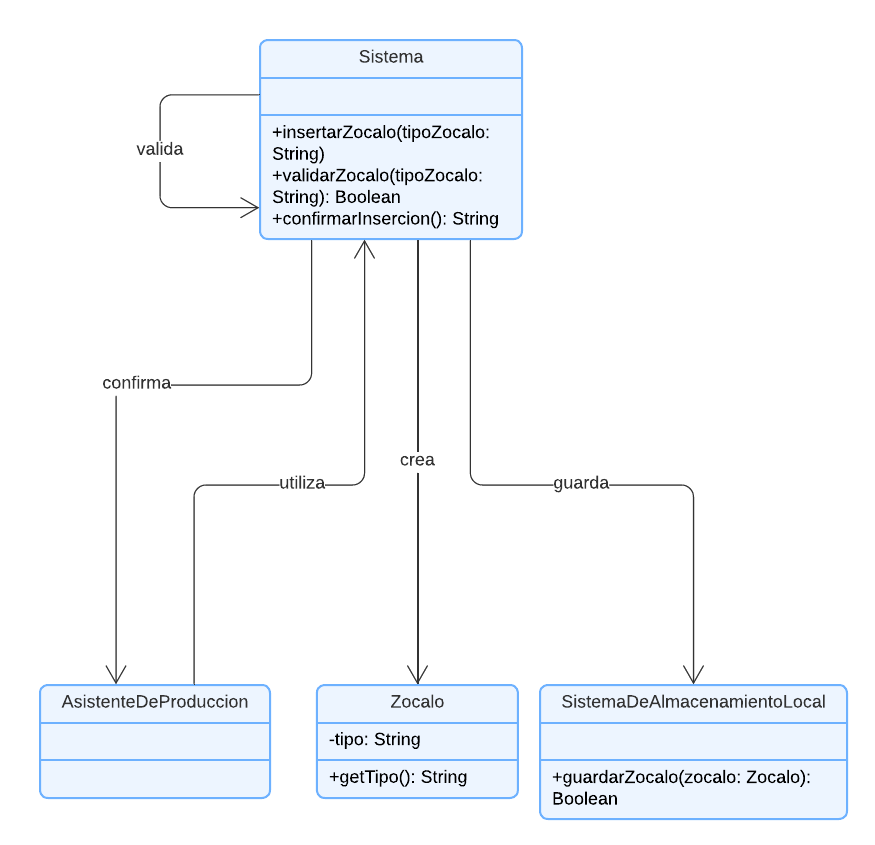 Sistema
valida
+insertarZocalo(tipoZocalo:
String)
+validarZocalo(tipoZocalo:
String): Boolean
+confirmarInsercion(): String
confirma
crea
utiliza
guarda
AsistenteDeProduccion
Zocalo
-tipo: String
+getTipo(): String
SistemaDeAlmacenamientoLocal
+guardarZocalo(zocalo: Zocalo):
Boolean